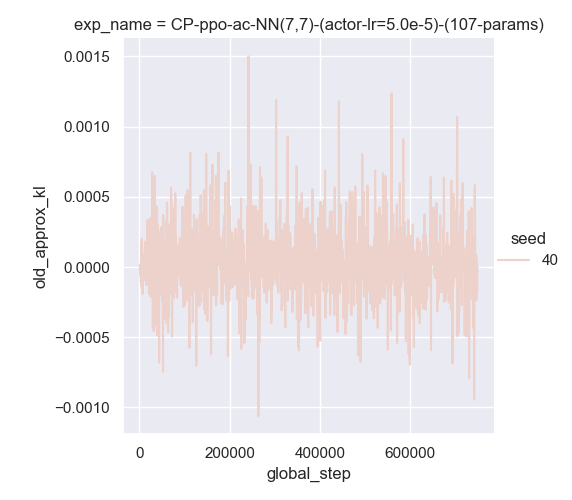 exp_name = CP-ppo-ac-NN(7,7)-(actor-lr=5.0e-5)-(107-params)
0.0015
0.0010
0.0005
0.0000
−0.0005
−0.0010
old_approx_kl
0
200000
400000
600000
global_step
seed
40